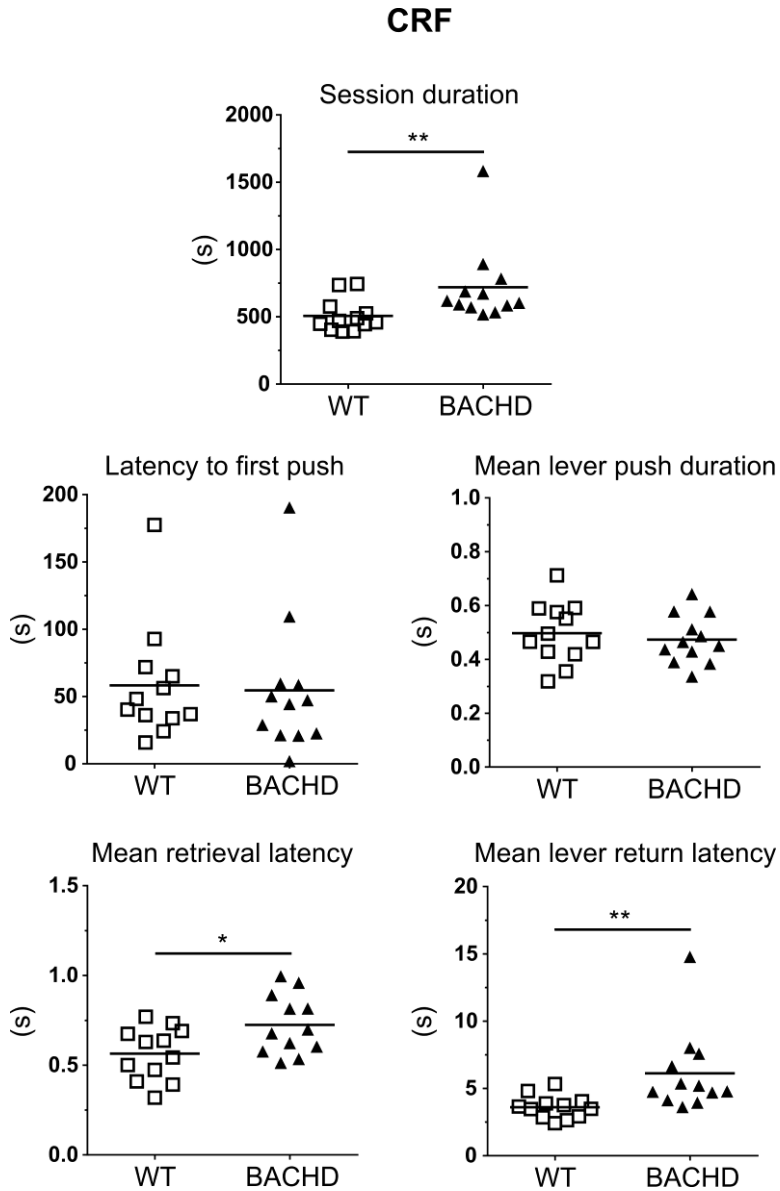 CRF
Session duration
2000
1500
1000
500
0
(s)
**
WT BACHD
Latency to first push
200
150
100
50
0
(s)
WT BACHD
Mean lever push duration
1.0
0.8
0.6
0.4
0.2
0.0
(s)
WT BACHD
Mean retrieval latency
1.5
1.0
0.5
0.0
(s)
*
WT BACHD
Mean lever return latency
20
15
10
5
0
(s)
**
WT BACHD